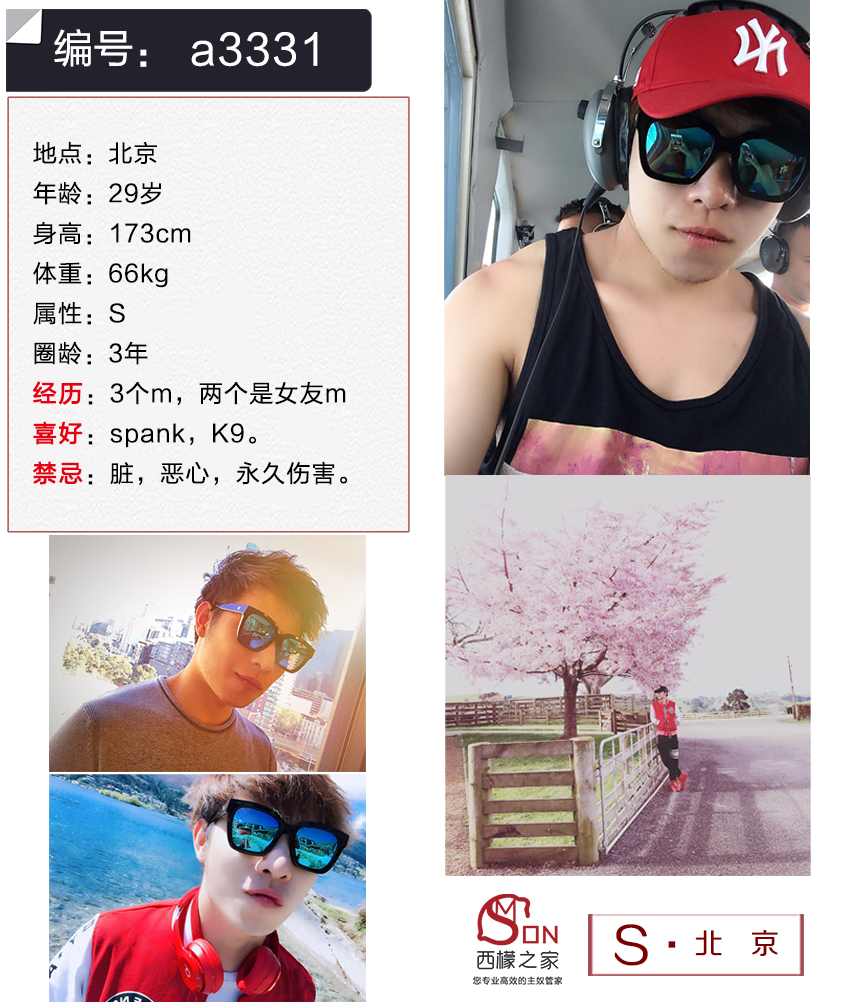 编号： a3331
地点：北京
年龄：29岁
身高：173cm
体重：66kg
属性：S
圈龄：3年
经历：3个m，两个是女友m
喜好：spank，K9。
禁忌：脏，恶心，永久伤害。
SMON
西檬之家
您专业高效的主奴管家
S·北 京